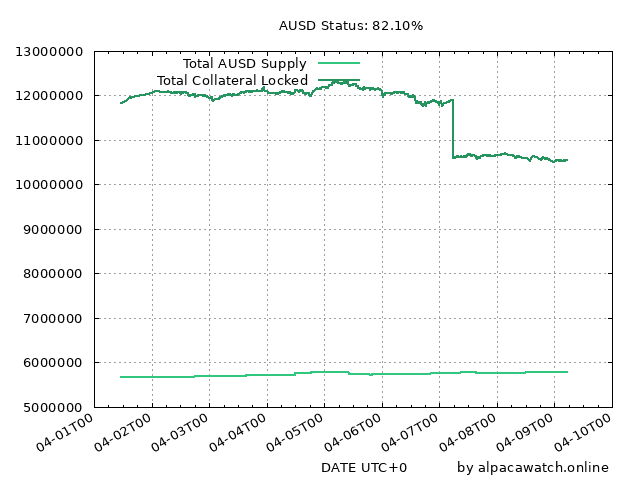 AUSD Status: 82.10%
13000000
Total AUSD Supply
Total Collateral Locked
12000000
11000000
10000000
9000000
8000000
7000000
6000000
5000000
04-01T00 04-02T00 04-03T00 04-04T00 04-05T00 04-06T00 04-07T00 04-08T00 04-09T00 04-10T00
DATE UTC+0 by alpacawatch.online